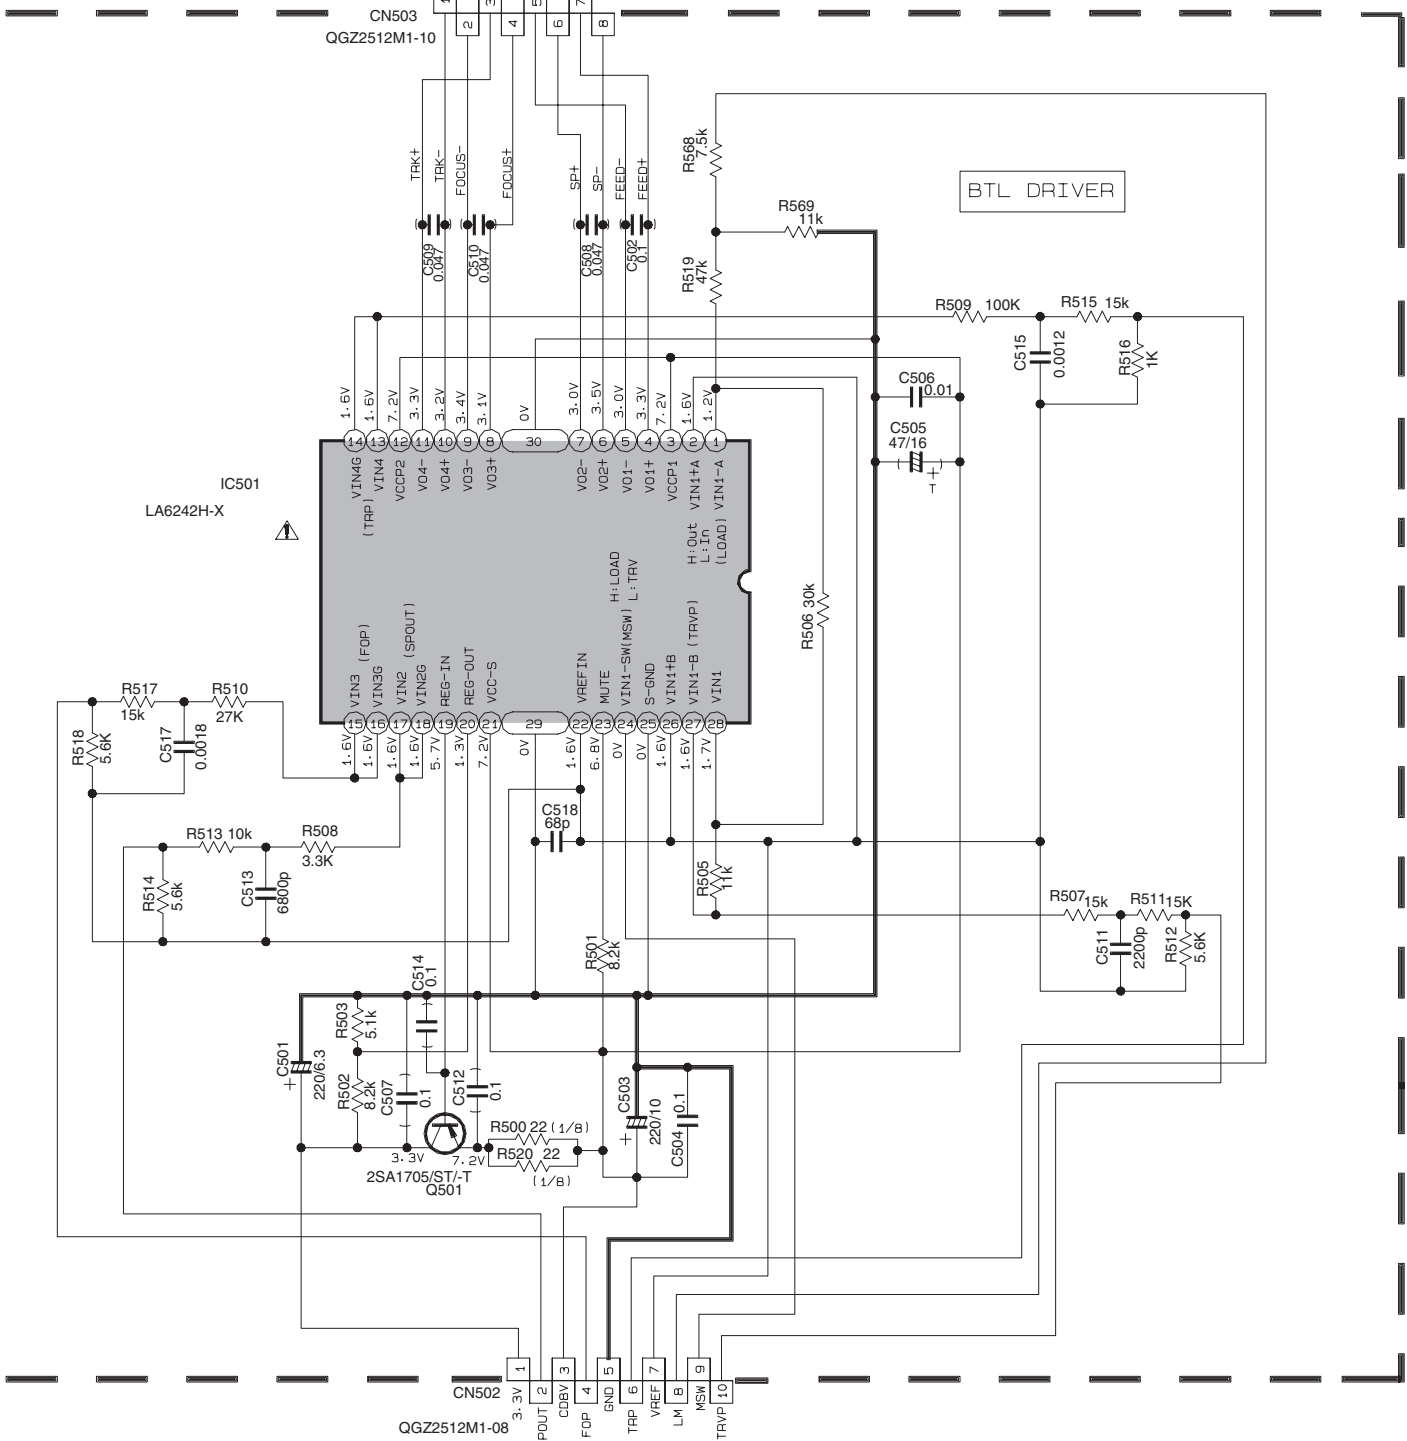 CN503
QGZ2512M1-10
1 2 3 4 5 6 7 8
TRK+
TRK-
FOCUS-
FOCUS+
SP+
SP-
FEED-
FEED+
C509
0.047
C510
0.047
C508
0.047
C502
0.1
R568
7.5k
R569
11k
R519
47k
BTL DRIVER
R509 100K
R515 15k
C515
0.0012
R516
1K
C506
0.01
C505
47/16
+
T
1.6V
1.6V
7.2V
3.3V
3.2V
3.4V
3.1V
0V
3.0V
3.5V
3.0V
3.3V
7.2V
1.6V
1.2V
14 13 12 11 10 9 8 30 7 6 5 4 3 2 1
VIN4G
VIN4
(TRP)
VCCP2
VO4-
VO4+
VO3-
VO3+
VO2-
VO2+
VO1-
VO1+
VCCP1
VIN1+A
VIN1-A
H:Out
L:In
(LOAD)
IC501
LA6242H-X
H:LOAD
L:TRV
R506 30k
VIN3
(FOP)
VIN3G
VIN2
(SPOUT)
VIN2G
REG-IN
REG-OUT
VCC-S
VREFIN
MUTE
VIN1-SW(MSW)
S-GND
VIN1+B
VIN1-B (TRVP)
VIN1
15 16 17 18 19 20 21 29 22 23 24 25 26 27 28
1.6V
1.6V
1.6V
1.6V
5.7V
1.3V
7.2V
0V
1.6V
6.8V
0V
0V
1.6V
1.6V
1.7V
R517
15k
R510
27K
R518
5.6K
C517
0.0018
C518
68p
R513 10k
R508
3.3K
R514
5.6k
C513
6800p
R505
11k
R507 15k
R511 15K
C511
2200p
R512
5.6K
R501
8.2k
C514
0.1
R503
5.1k
C501
220/6.3
+
R502
8.2k
C507
0.1
C512
0.1
C503
220/10
+
0.1
C504
R500 22 (1/8)
R520 22
(1/8)
3.3V
7.2V
2SA1705/ST/-T
Q501
CN502
QGZ2512M1-08
1 2 3 4 5 6 7 8 9 10
3.3V
POUT
CDBV
FOP
GND
TRP
VREF
LM
MSW
TRVP